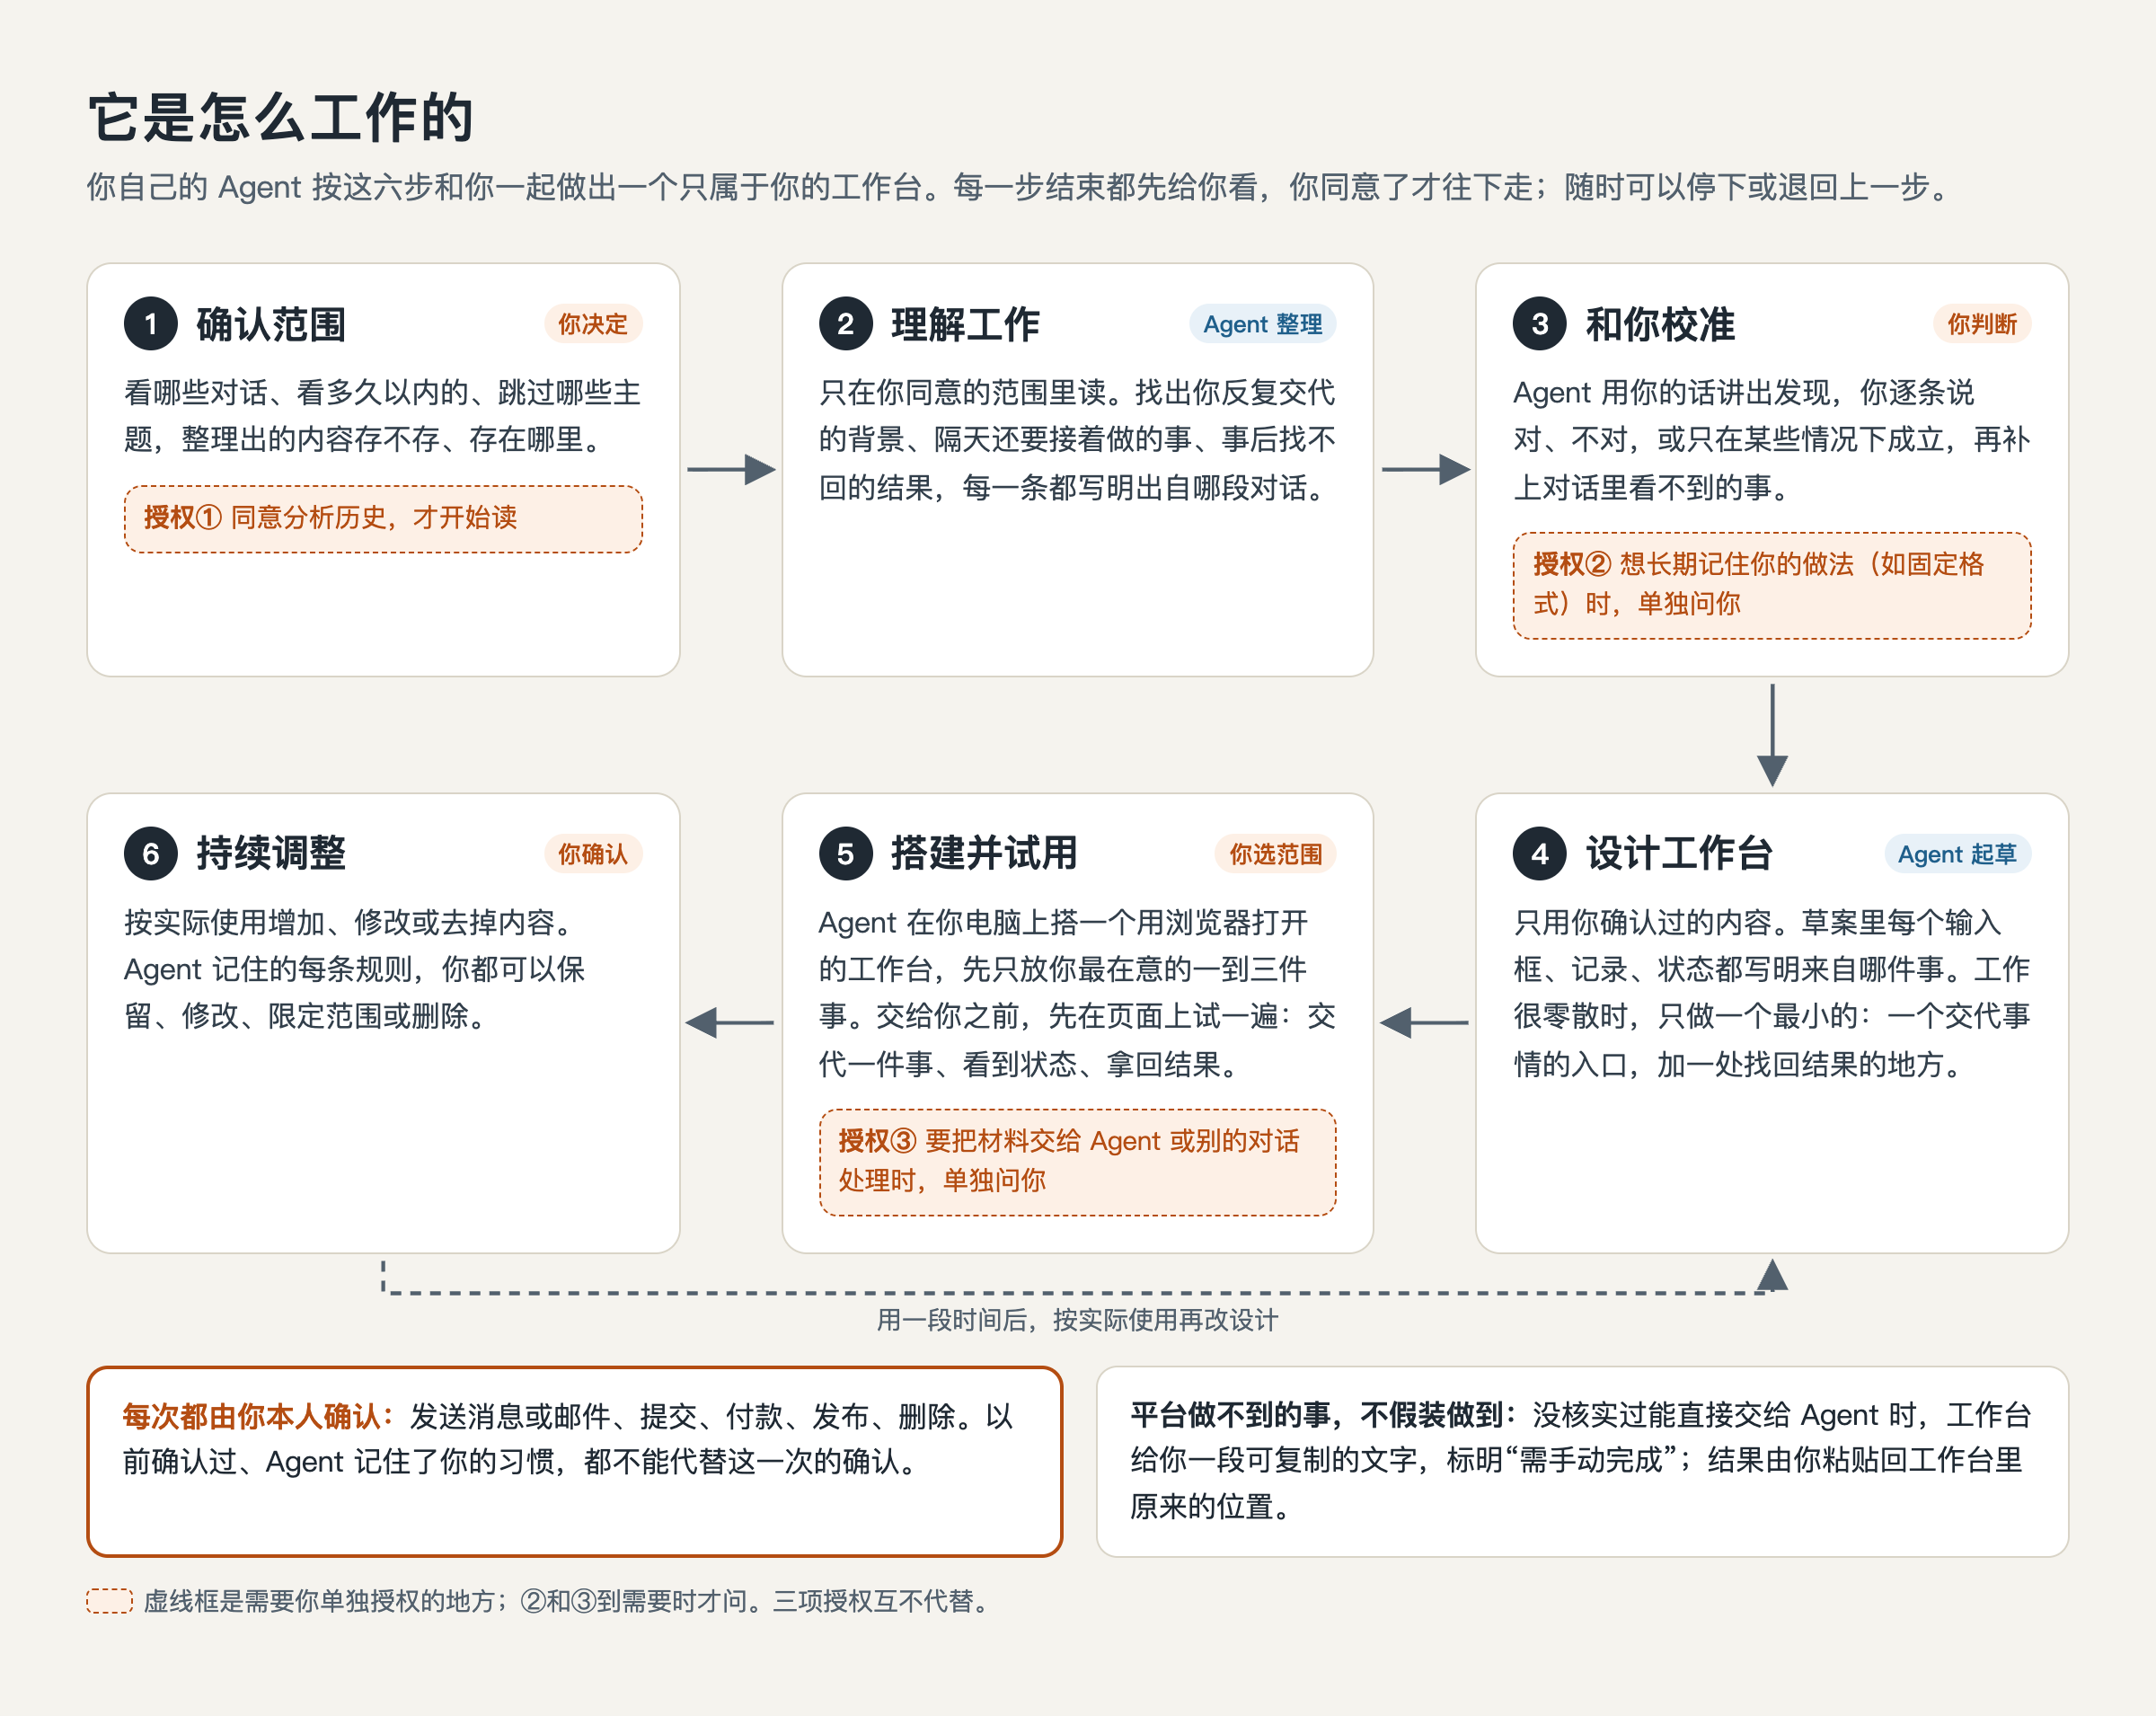 它是怎么工作的
你自己的 Agent 按这六步和你一起做出一个只属于你的工作台。每一步结束都先给你看，你同意了才往下走；随时可以停下或退回上一步。
1 确认范围 你决定
看哪些对话、看多久以内的、跳过哪些主
题，整理出的内容存不存、存在哪里。
授权① 同意分析历史，才开始读
2 理解工作 Agent 整理
只在你同意的范围里读。找出你反复交代
的背景、隔天还要接着做的事、事后找不
回的结果，每一条都写明出自哪段对话。
3 和你校准 你判断
Agent 用你的话讲出发现，你逐条说
对、不对，或只在某些情况下成立，再补
上对话里看不到的事。
授权② 想长期记住你的做法（如固定格
式）时，单独问你
4 设计工作台 Agent 起草
只用你确认过的内容。草案里每个输入
框、记录、状态都写明来自哪件事。工作
很零散时，只做一个最小的：一个交代事
情的入口，加一处找回结果的地方。
5 搭建并试用 你选范围
Agent 在你电脑上搭一个用浏览器打开
的工作台，先只放你最在意的一到三件
事。交给你之前，先在页面上试一遍：交
代一件事、看到状态、拿回结果。
授权③ 要把材料交给 Agent 或别的对话
处理时，单独问你
6 持续调整 你确认
按实际使用增加、修改或去掉内容。
Agent 记住的每条规则，你都可以保
留、修改、限定范围或删除。
用一段时间后，按实际使用再改设计
每次都由你本人确认：发送消息或邮件、提交、付款、发布、删除。以
前确认过、Agent 记住了你的习惯，都不能代替这一次的确认。
平台做不到的事，不假装做到：没核实过能直接交给 Agent 时，工作台
给你一段可复制的文字，标明“需手动完成”；结果由你粘贴回工作台里
原来的位置。
虚线框是需要你单独授权的地方；②和③到需要时才问。三项授权互不代替。